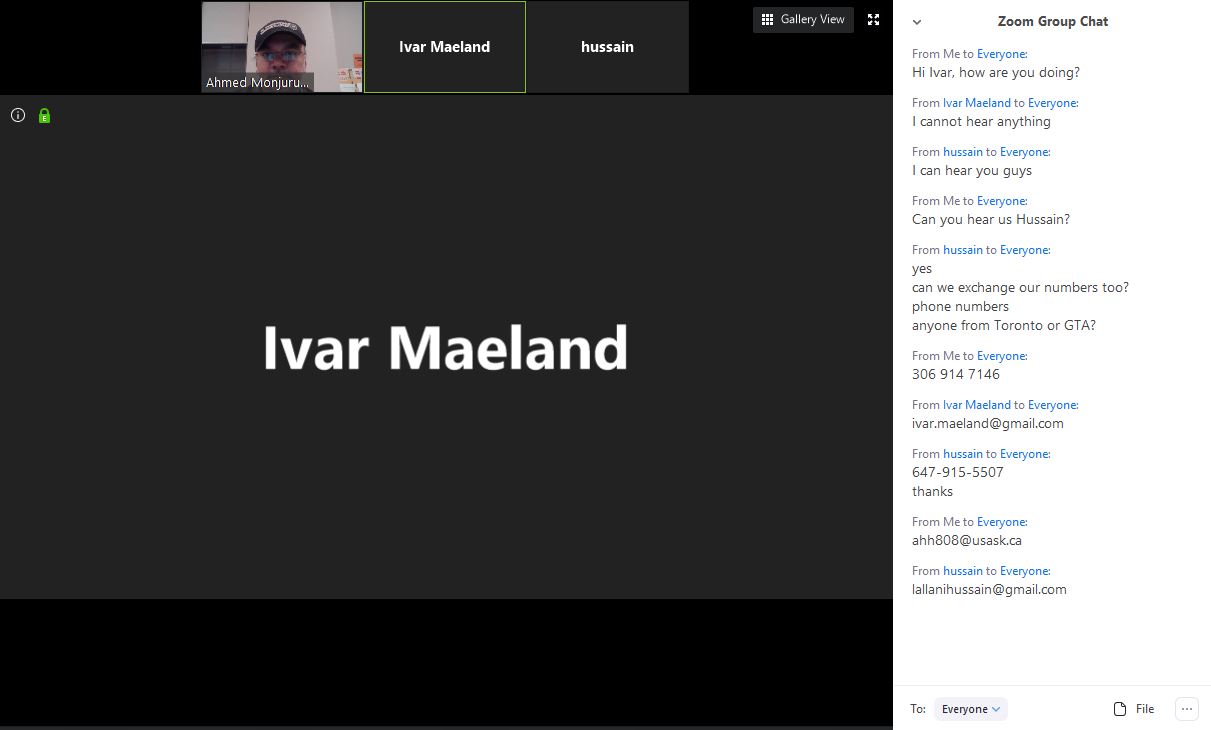 Ahmed Monjuru...
Ivar Maeland
hussain
Gallery View
Ivar Maeland
Zoom Group Chat
From Me to Everyone:
Hi Ivar, how are you doing?
From Ivar Maeland to Everyone:
I cannot hear anything
From hussain to Everyone:
I can hear you guys
From Me to Everyone:
Can you hear us Hussain?
From hussain to Everyone:
yes
can we exchange our numbers too?
phone numbers
anyone from Toronto or GTA?
From Me to Everyone:
306 914 7146
From Ivar Maeland to Everyone:
ivar.maeland@gmail.com
From hussain to Everyone:
647-915-5507
thanks
From Me to Everyone:
ahh808@usask.ca
From hussain to Everyone:
lallanihussain@gmail.com
To: Everyone
File